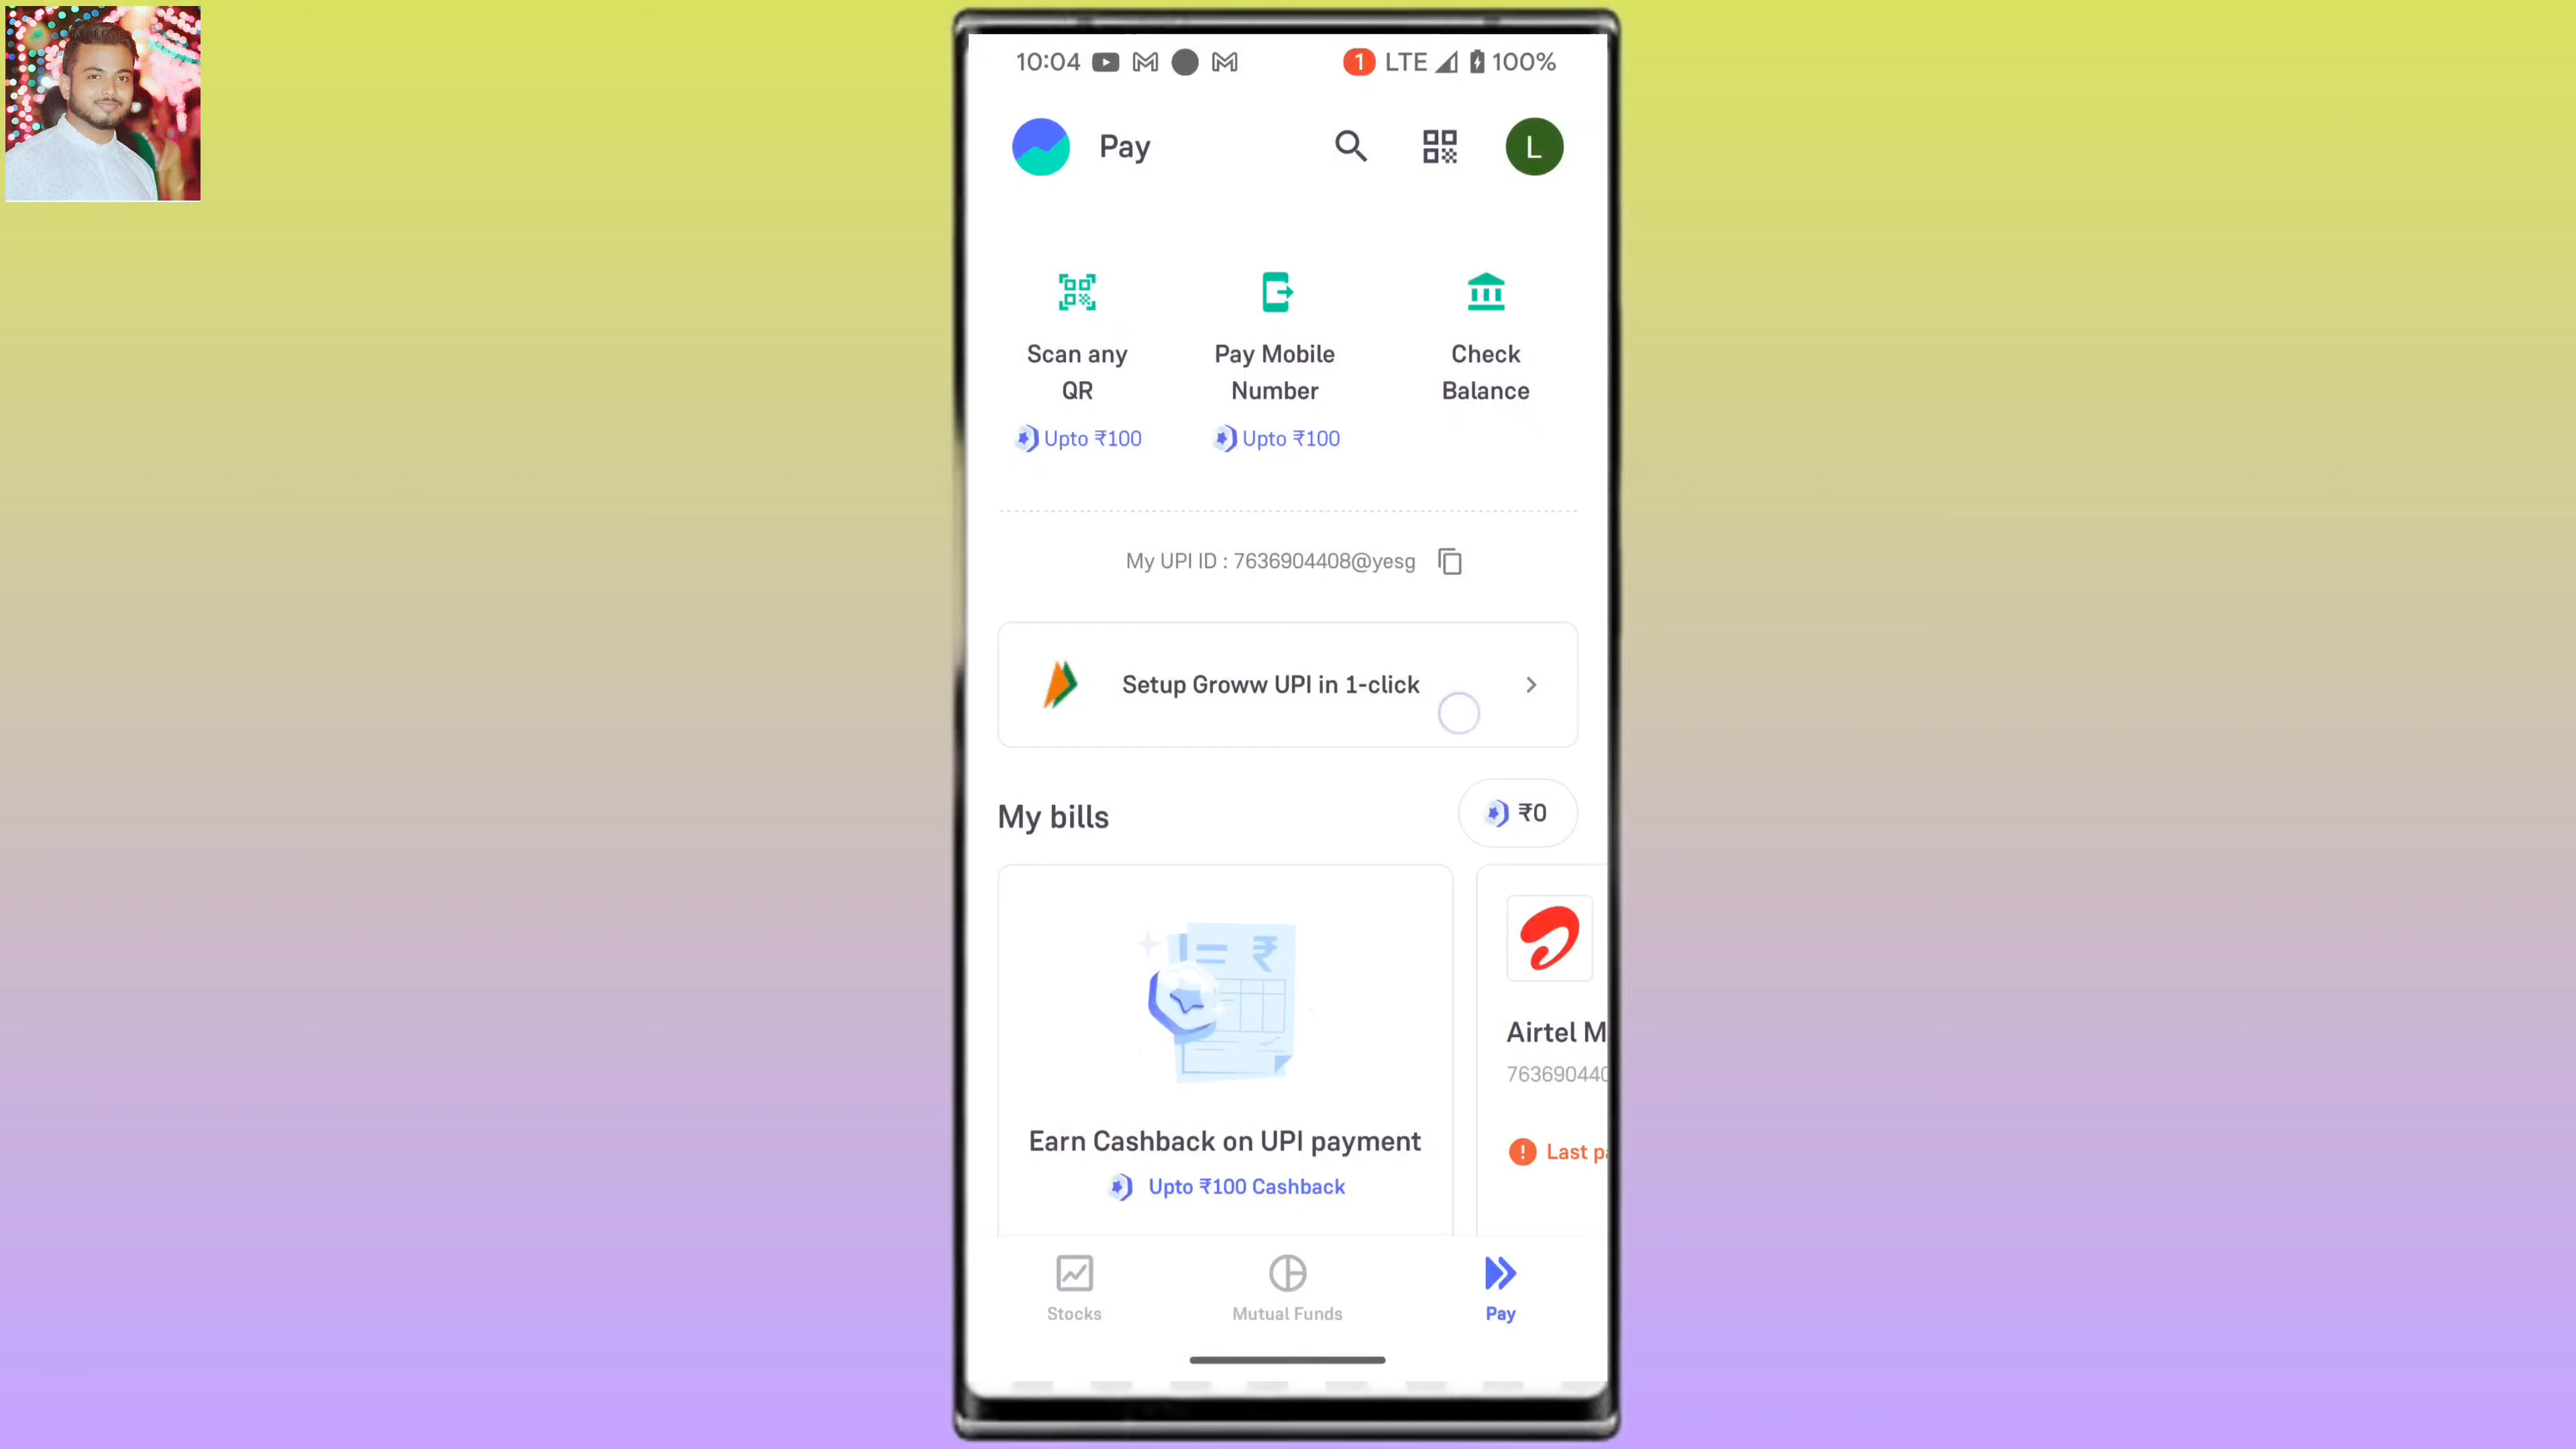 10:04
1 LTE 100%
Pay
L
Scan any
QR
Upto ₹100
Pay Mobile
Number
Upto ₹100
Check
Balance
My UPI ID : 7636904408@yesg
Setup Groww UPI in 1-click
My bills
₹0
₹
Earn Cashback on UPI payment
Upto ₹100 Cashback
Airtel M
763690440
Last pa
Stocks
Mutual Funds
Pay